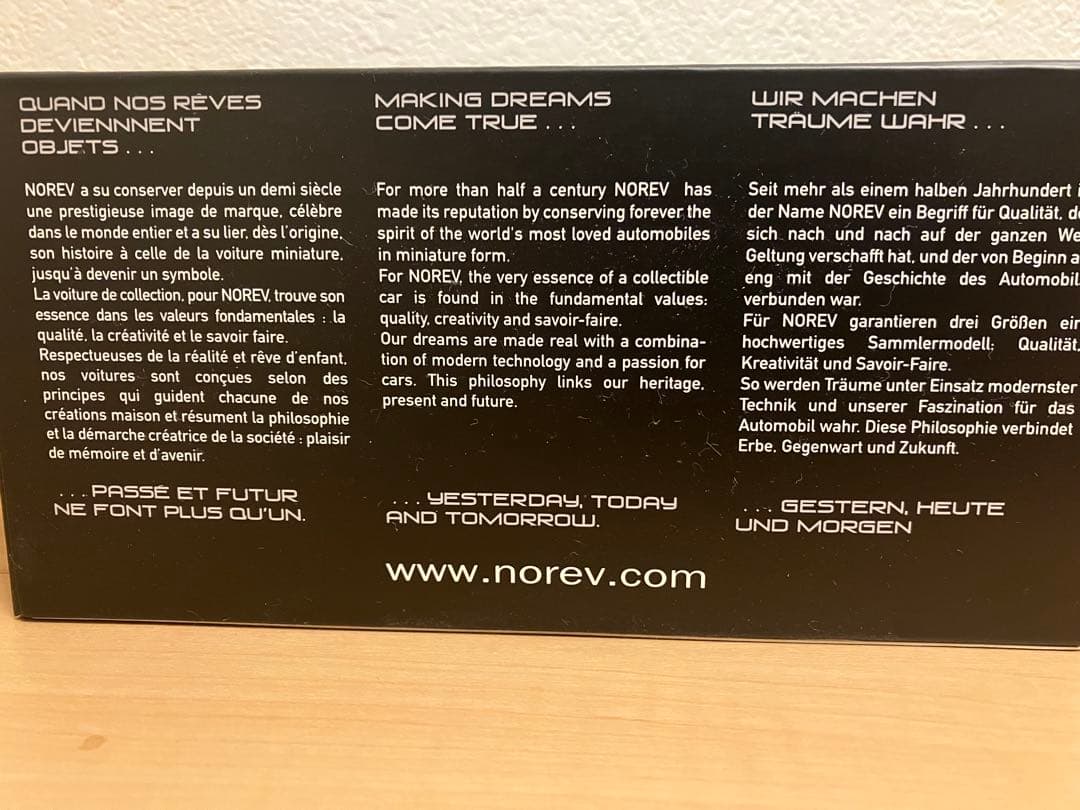 QUAND NOS RÊVES
DEVIENNNENT
OBJETS . . .
NOREV a su conserver depuis un demi siècle
une prestigieuse image de marque, célèbre
dans le monde entier et a su lier, dès l'origine,
son histoire à celle de la voiture miniature,
jusqu'à devenir un symbole.
La voiture de collection, pour NOREV, trouve son
essence dans les valeurs fondamentales : la
qualité, la créativité et le savoir faire.
Respectueuses de la réalité et rêve d'enfant,
nos voitures sont conçues selon des
principes qui guident chacune de nos
créations maison et résument la philosophie
et la démarche créatrice de la société : plaisir
de mémoire et d'avenir.
. . . PASSÉ ET FUTUR
NE FONT PLUS QU'UN.
MAKING DREAMS
COME TRUE . . .
For more than half a century NOREV has
made its reputation by conserving forever the
spirit of the world's most loved automobiles
in miniature form.
For NOREV, the very essence of a collectible
car is found in the fundamental values:
quality, creativity and savoir-faire.
Our dreams are made real with a combina-
tion of modern technology and a passion for
cars. This philosophy links our heritage,
present and future.
. . . YESTERDAY, TODAY
AND TOMORROW.
WIR MACHEN
TRÄUME WAHR . . .
Seit mehr als einem halben Jahrhundert
der Name NOREV ein Begriff für Qualität,
sich nach und nach auf der ganzen
Geltung verschafft hat, und der von Beginn
eng mit der Geschichte des Automobil
verbunden war.
Für NOREV garantieren drei Größen ein
hochwertiges Sammlermodell: Qualität,
Kreativität und Savoir-Faire.
So werden Träume unter Einsatz modernster
Technik und unserer Faszination für das
Automobil wahr. Diese Philosophie verbindet
Erbe, Gegenwart und Zukunft.
. . . GESTERN, HEUTE
UND MORGEN
www.norev.com